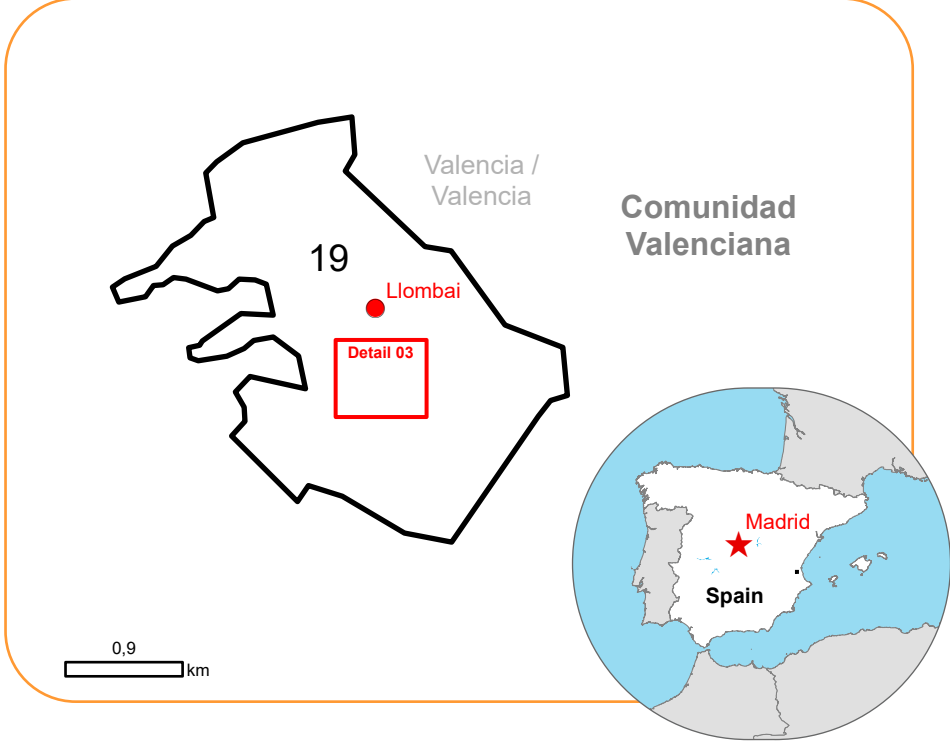 Valencia /
Valencia
Comunidad
Valenciana
19
Llombai
Detail 03
Madrid
Spain
0,9
km